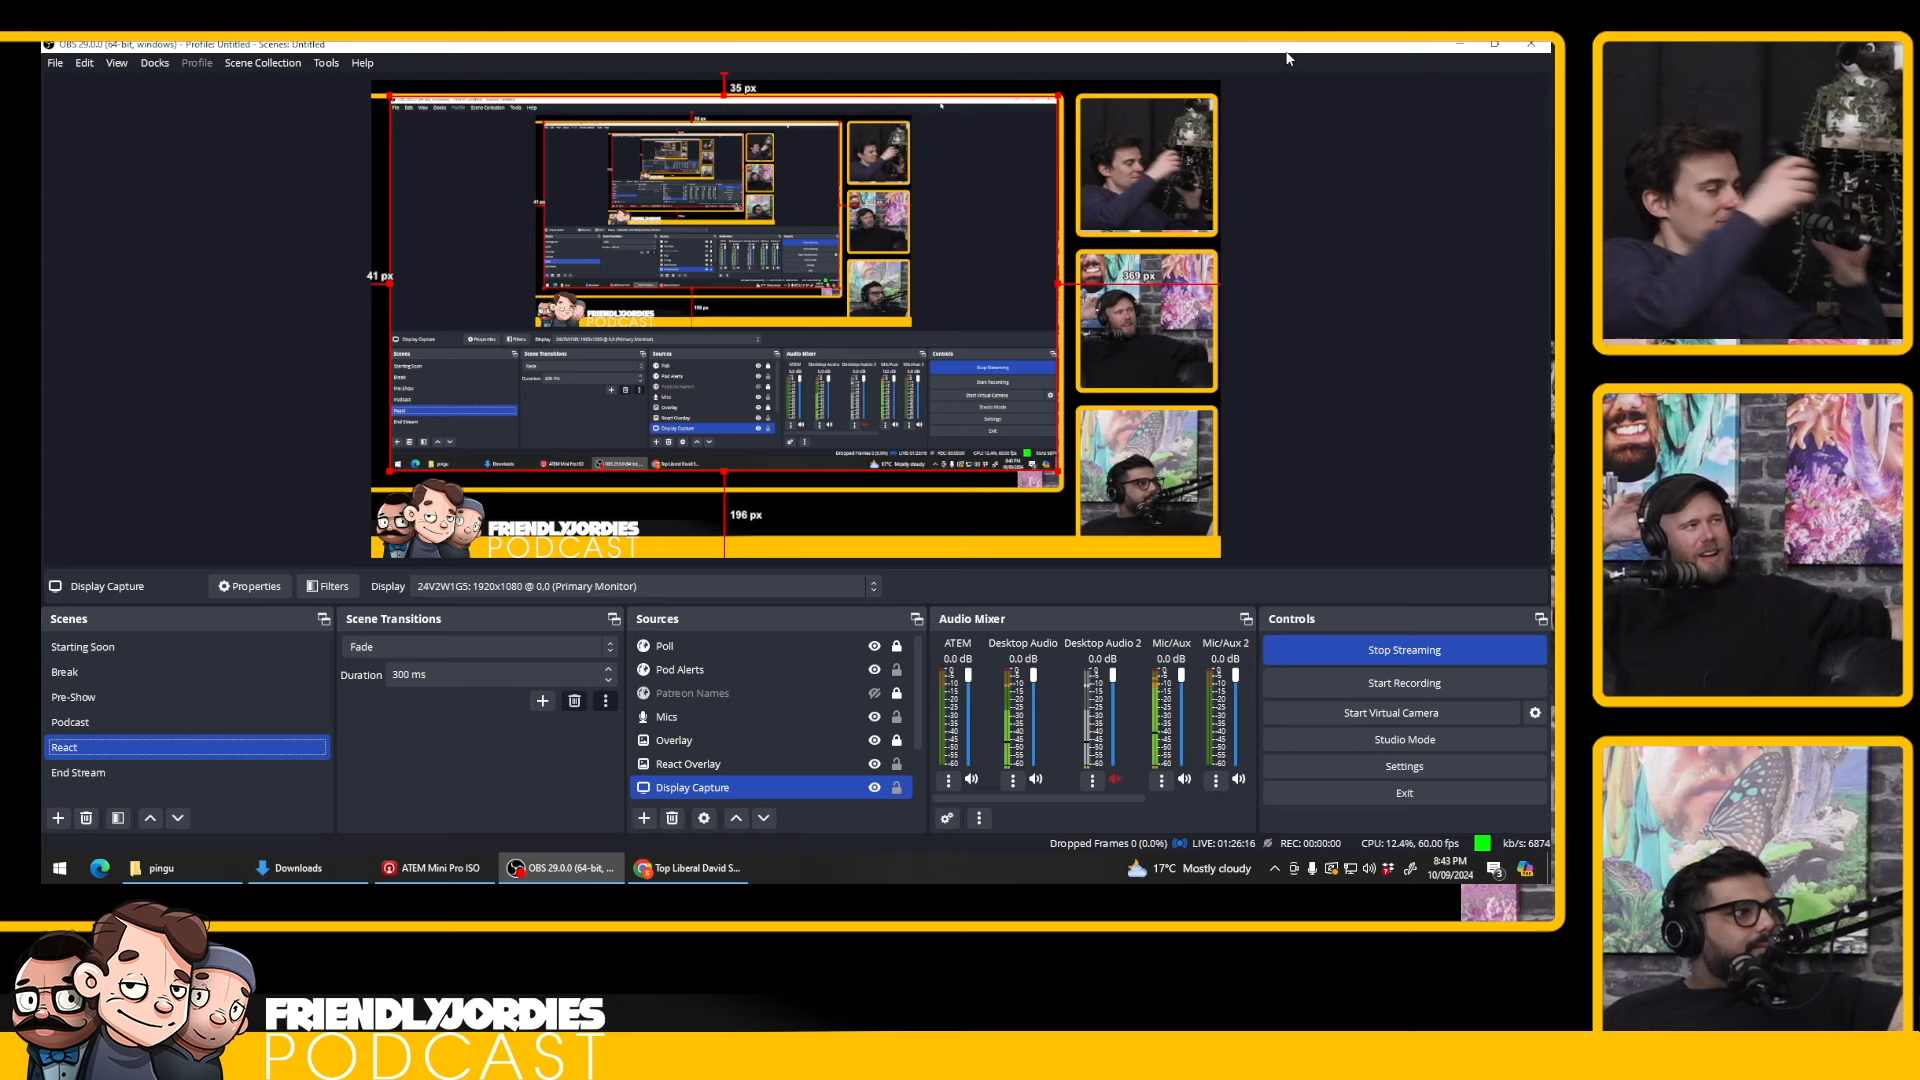 OBS 29.0.0 (64-bit, windows) - Profile: Untitled - Scenes: Untitled
File Edit View Docks Profile Scene Collection Tools Help
35 px
41 px
369 px
196 px
FRIENDLYJORDIES
PODCAST
Display Capture Properties Filters Display 24V2W1G5: 1920x1080 @ 0,0 (Primary Monitor)
Scenes
Starting Soon
Break
Pre-Show
Podcast
React
End Stream
Scene Transitions
Fade
Duration 300 ms
Sources
Poll
Pod Alerts
Patreon Names
Mics
Overlay
React Overlay
Display Capture
Audio Mixer
ATEM Desktop Audio Desktop Audio 2 Mic/Aux Mic/Aux 2
0.0 dB 0.0 dB 0.0 dB 0.0 dB 0.0 dB
Controls
Stop Streaming
Start Recording
Start Virtual Camera
Studio Mode
Settings
Exit
Dropped Frames 0 (0.0%) LIVE: 01:26:16 REC: 00:00:00 CPU: 12.4%, 60.00 fps kb/s: 6874
pingu Downloads ATEM Mini Pro ISO OBS 29.0.0 (64-bit, ... Top Liberal David S... 17°C Mostly cloudy 8:43 PM
10/09/2024
FRIENDLYJORDIES
PODCAST